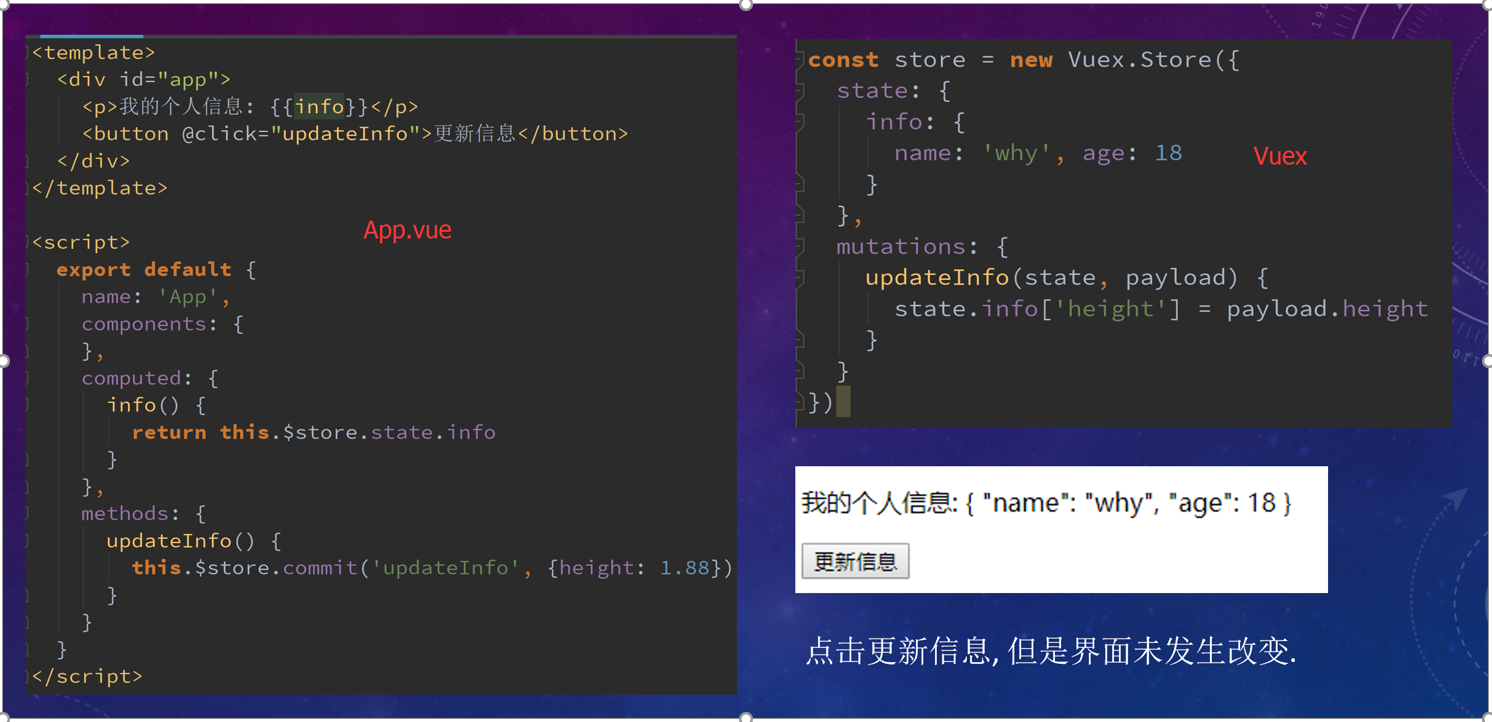 <template>
  <div id="app">
    <p>我的个人信息: {{info}}</p>
    <button @click="updateInfo">更新信息</button>
  </div>
</template>
App.vue
<script>
  export default {
    name: 'App',
    components: {
    },
    computed: {
      info() {
        return this.$store.state.info
      }
    },
    methods: {
      updateInfo() {
        this.$store.commit('updateInfo', {height: 1.88})
      }
    }
  }
</script>
const store = new Vuex.Store({
  state: {
    info: {
      name: 'why', age: 18
    }
  },
  mutations: {
    updateInfo(state, payload) {
      state.info['height'] = payload.height
    }
  }
})
Vuex
我的个人信息: { "name": "why", "age": 18 }
更新信息
点击更新信息, 但是界面未发生改变.